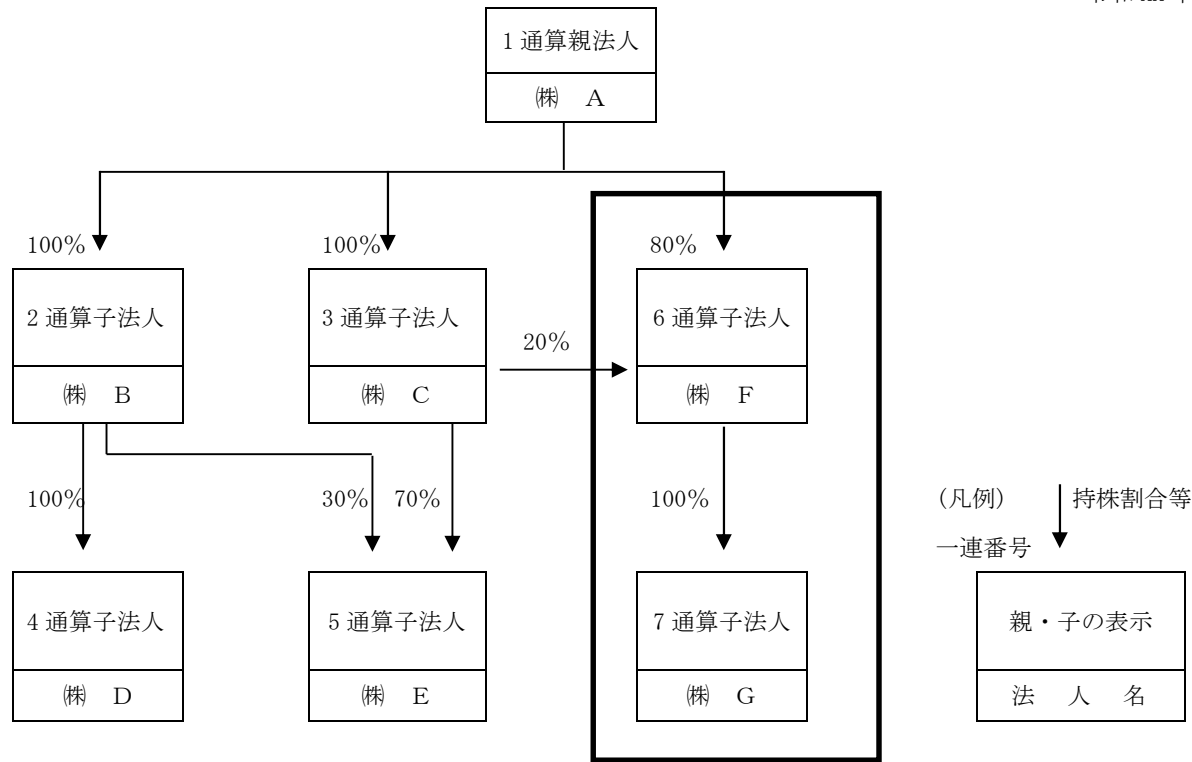 1 通算親法人
㈱ A
100%
100%
80%
2 通算子法人
㈱ B
3 通算子法人
㈱ C
20%
6 通算子法人
㈱ F
100%
30%
70%
100%
(凡例)
持株割合等
一連番号
4 通算子法人
㈱ D
5 通算子法人
㈱ E
7 通算子法人
㈱ G
親・子の表示
法 人 名